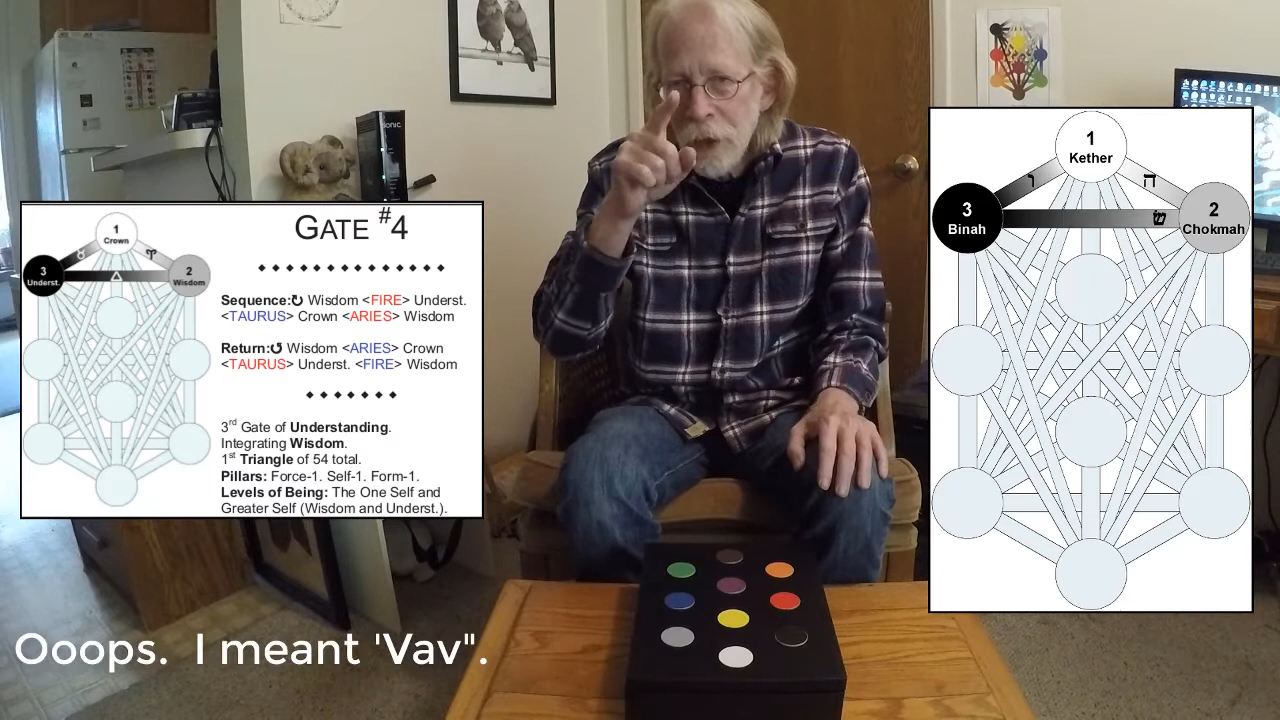 GATE #4
1
Crown
3
Underst.
2
Wisdom
Sequence:↻ Wisdom <FIRE> Underst.
<TAURUS> Crown <ARIES> Wisdom
Return:↺ Wisdom <ARIES> Crown
<TAURUS> Underst. <FIRE> Wisdom
3rd Gate of Understanding.
Integrating Wisdom.
1st Triangle of 54 total.
Pillars: Force-1. Self-1. Form-1.
Levels of Being: The One Self and
Greater Self (Wisdom and Underst.).
1
Kether
ו ה
3
Binah
ש
2
Chokmah
Ooops. I meant 'Vav".